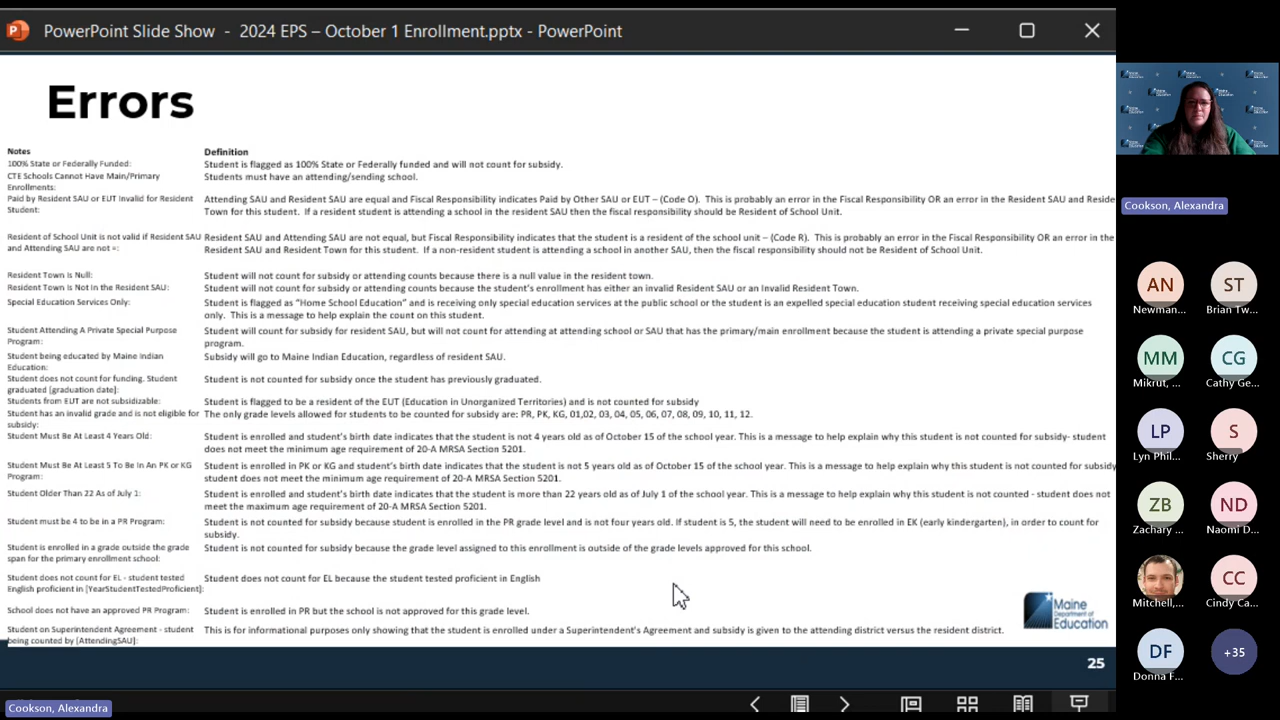 PowerPoint Slide Show - 2024 EPS – October 1 Enrollment.pptx - PowerPoint
Errors
Notes Definition
100% State or Federally Funded: Student is flagged as 100% State or Federally funded and will not count for subsidy.
CTE Schools Cannot Have Main/Primary Students must have an attending/sending school.
Enrollments:
Paid by Resident SAU or EUT Invalid for Resident Attending SAU and Resident SAU are equal and Fiscal Responsibility indicates Paid by Other SAU or EUT – (Code O). This is probably an error in the Fiscal Responsibility OR an error in the Resident SAU and Reside
Student: Town for this student. If a resident student is attending a school in the resident SAU then the fiscal responsibility should be Resident of School Unit.
Resident of School Unit is not valid if Resident SAU Resident SAU and Attending SAU are not equal, but Fiscal Responsibility indicates that the student is a resident of the school unit – (Code R). This is probably an error in the Fiscal Responsibility OR an error in the
and Attending SAU are not =: Resident SAU and Resident Town for this student. If a non-resident student is attending a school in another SAU, then the fiscal responsibility should not be Resident of School Unit.
Resident Town Is Null: Student will not count for subsidy or attending counts because there is a null value in the resident town.
Resident Town Is Not In the Resident SAU: Student will not count for subsidy or attending counts because the student's enrollment has either an invalid Resident SAU or an Invalid Resident Town.
Special Education Services Only: Student is flagged as “Home School Education” and is receiving only special education services at the public school or the student is an expelled special education student receiving special education services
only. This is a message to help explain the count on this student.
Student Attending A Private Special Purpose Student will count for subsidy for resident SAU, but will not count for attending at attending school or SAU that has the primary/main enrollment because the student is attending a private special purpose
Program: program.
Student being educated by Maine Indian Subsidy will go to Maine Indian Education, regardless of resident SAU.
Education:
Student does not count for funding. Student Student is not counted for subsidy once the student has previously graduated.
graduated [graduation date]:
Students from EUT are not subsidizable: Student is flagged to be a resident of the EUT (Education in Unorganized Territories) and is not counted for subsidy
Student has an invalid grade and is not eligible for The only grade levels allowed for students to be counted for subsidy are: PR, PK, KG, 01,02, 03, 04, 05, 06, 07, 08, 09, 10, 11, 12.
subsidy:
Student Must Be At Least 4 Years Old: Student is enrolled and student's birth date indicates that the student is not 4 years old as of October 15 of the school year. This is a message to help explain why this student is not counted for subsidy- student
does not meet the minimum age requirement of 20-A MRSA Section 5201.
Student Must Be At Least 5 To Be In An PK or KG Student is enrolled in PK or KG and student's birth date indicates that the student is not 5 years old as of October 15 of the school year. This is a message to help explain why this student is not counted for subsidy
Program: student does not meet the minimum age requirement of 20-A MRSA Section 5201.
Student Older Than 22 As of July 1: Student is enrolled and student's birth date indicates that the student is more than 22 years old as of July 1 of the school year. This is a message to help explain why this student is not counted - student does not
meet the maximum age requirement of 20-A MRSA Section 5201.
Student must be 4 to be in a PR Program: Student is not counted for subsidy because student is enrolled in the PR grade level and is not four years old. If student is 5, the student will need to be enrolled in EK (early kindergarten), in order to count for
subsidy.
Student is enrolled in a grade outside the grade Student is not counted for subsidy because the grade level assigned to this enrollment is outside of the grade levels approved for this school.
span for the primary enrollment school:
Student does not count for EL - student tested Student does not count for EL because the student tested proficient in English
English proficient in [YearStudentTestedProficient]:
School does not have an approved PR Program: Student is enrolled in PR but the school is not approved for this grade level.
Student on Superintendent Agreement - student This is for informational purposes only showing that the student is enrolled under a Superintendent's Agreement and subsidy is given to the attending district versus the resident district.
being counted by [AttendingSAU]:
Maine
Department of
Education
25
Cookson, Alexandra
Cookson, Alexandra
AN ST
Newman... Brian Tw...
MM CG
Mikrut, ... Cathy Ge...
LP S
Lyn Phil... Sherry
ZB ND
Zachary ... Naomi D...
CC
Mitchell,... Cindy Ca...
DF +35
Donna F...